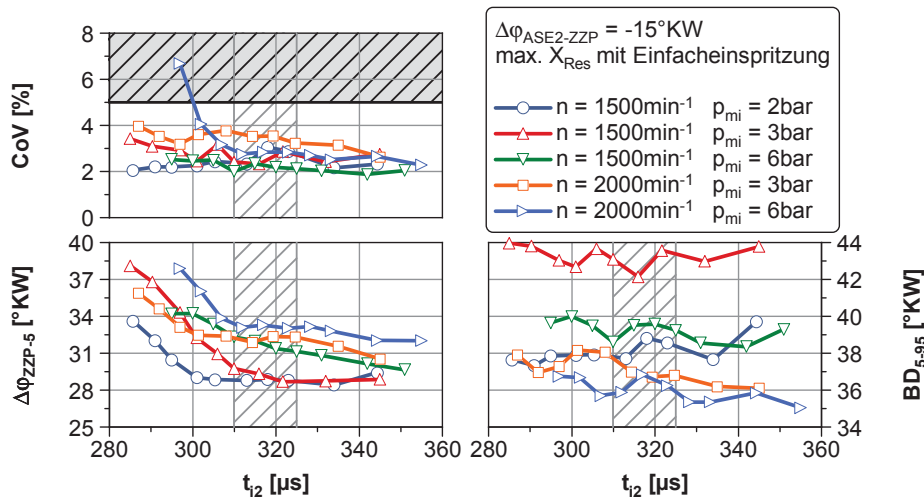 8
6
4
2
0
CoV [%]
Δφ_ASE2-ZZP = -15°KW
max. X_Res mit Einfacheinspritzung
n = 1500min⁻¹ p_mi = 2bar
n = 1500min⁻¹ p_mi = 3bar
n = 1500min⁻¹ p_mi = 6bar
n = 2000min⁻¹ p_mi = 3bar
n = 2000min⁻¹ p_mi = 6bar
40
37
34
31
28
25
Δφ_ZZP-5 [°KW]
280 300 320 340 360
t_i2 [µs]
44
42
40
38
36
34
BD_5-95 [°KW]
280 300 320 340 360
t_i2 [µs]